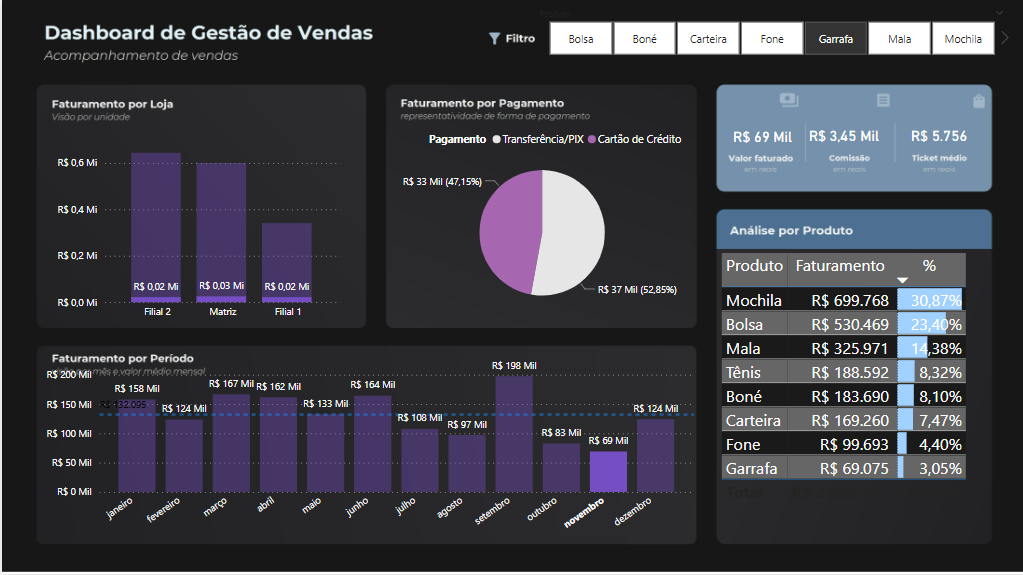 Dashboard de Gestão de Vendas
Acompanhamento de vendas
Filtro
Bolsa
Boné
Carteira
Fone
Garrafa
Mala
Mochila
Faturamento por Loja
Visão por unidade
R$ 0,6 Mi
R$ 0,4 Mi
R$ 0,2 Mi
R$ 0,0 Mi
R$ 0,02 Mi
R$ 0,03 Mi
R$ 0,02 Mi
Filial 2
Matriz
Filial 1
Faturamento por Pagamento
representatividade de forma de pagamento
Pagamento Transferência/PIX Cartão de Crédito
R$ 33 Mil (47,15%)
R$ 37 Mil (52,85%)
R$ 69 Mil
Valor faturado
em reais
R$ 3,45 Mil
Comissão
em reais
R$ 5.756
Ticket médio
em reais
Análise por Produto
Produto Faturamento %
Mochila R$ 699.768 30,87%
Bolsa R$ 530.469 23,40%
Mala R$ 325.971 14,38%
Tênis R$ 188.592 8,32%
Boné R$ 183.690 8,10%
Carteira R$ 169.260 7,47%
Fone R$ 99.693 4,40%
Garrafa R$ 69.075 3,05%
Total
Faturamento por Período
mês e valor médio mensal
R$ 200 Mil
R$ 150 Mil
R$ 100 Mil
R$ 50 Mil
R$ 0 Mil
R$ 132.095
R$ 158 Mil
R$ 124 Mil
R$ 167 Mil
R$ 162 Mil
R$ 133 Mil
R$ 164 Mil
R$ 108 Mil
R$ 97 Mil
R$ 198 Mil
R$ 83 Mil
R$ 69 Mil
R$ 124 Mil
janeiro
fevereiro
março
abril
maio
junho
julho
agosto
setembro
outubro
novembro
dezembro